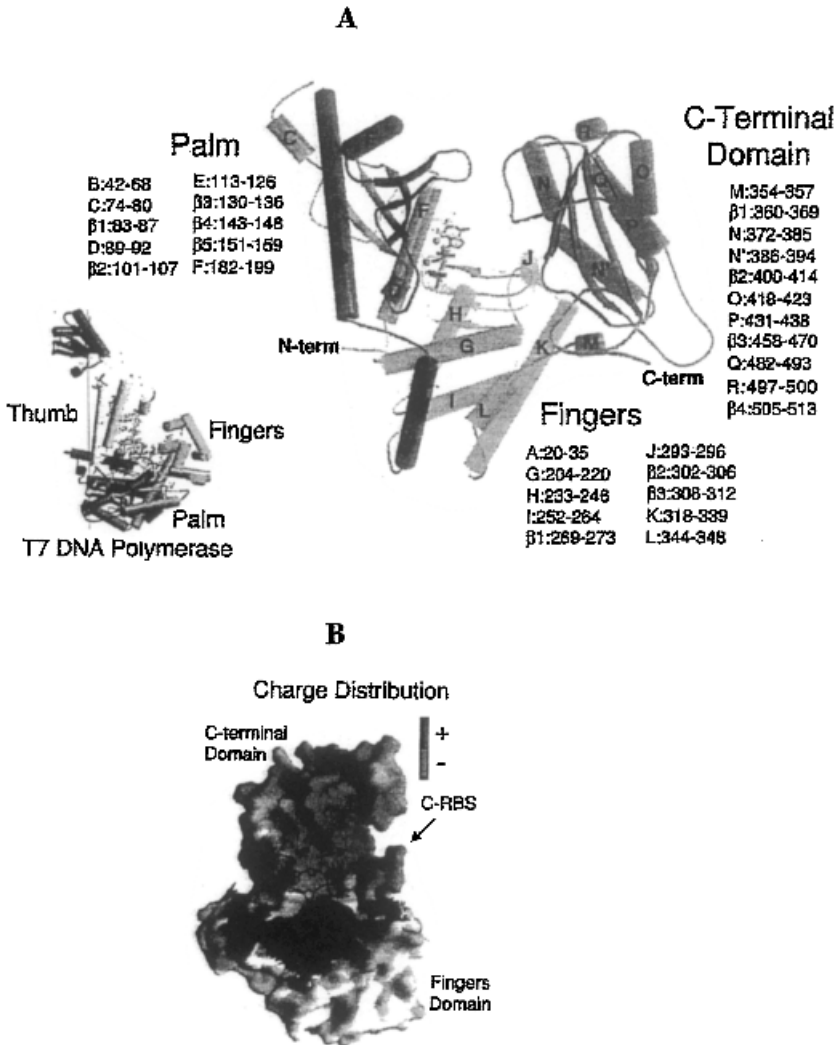 A
Palm
B:42-68 E:113-126
C:74-80 β3:130-136
β1:83-87 β4:143-148
D:89-92 β5:151-159
β2:101-107 F:182-199
C-Terminal
Domain
M:354-357
β1:360-369
N:372-385
N':386-394
β2:400-414
O:418-423
P:431-438
β3:458-470
Q:482-493
R:497-500
β4:505-513
C
F
H
G
I
L
K
J
N
Q
O
P
N'
M
R
N-term
C-term
Fingers
A:20-35 J:293-296
G:204-220 β2:302-306
H:233-246 β3:308-312
I:252-264 K:318-339
β1:269-273 L:344-348
Thumb
Fingers
Palm
T7 DNA Polymerase
B
Charge Distribution
C-terminal
Domain
+
-
C-RBS
Fingers
Domain